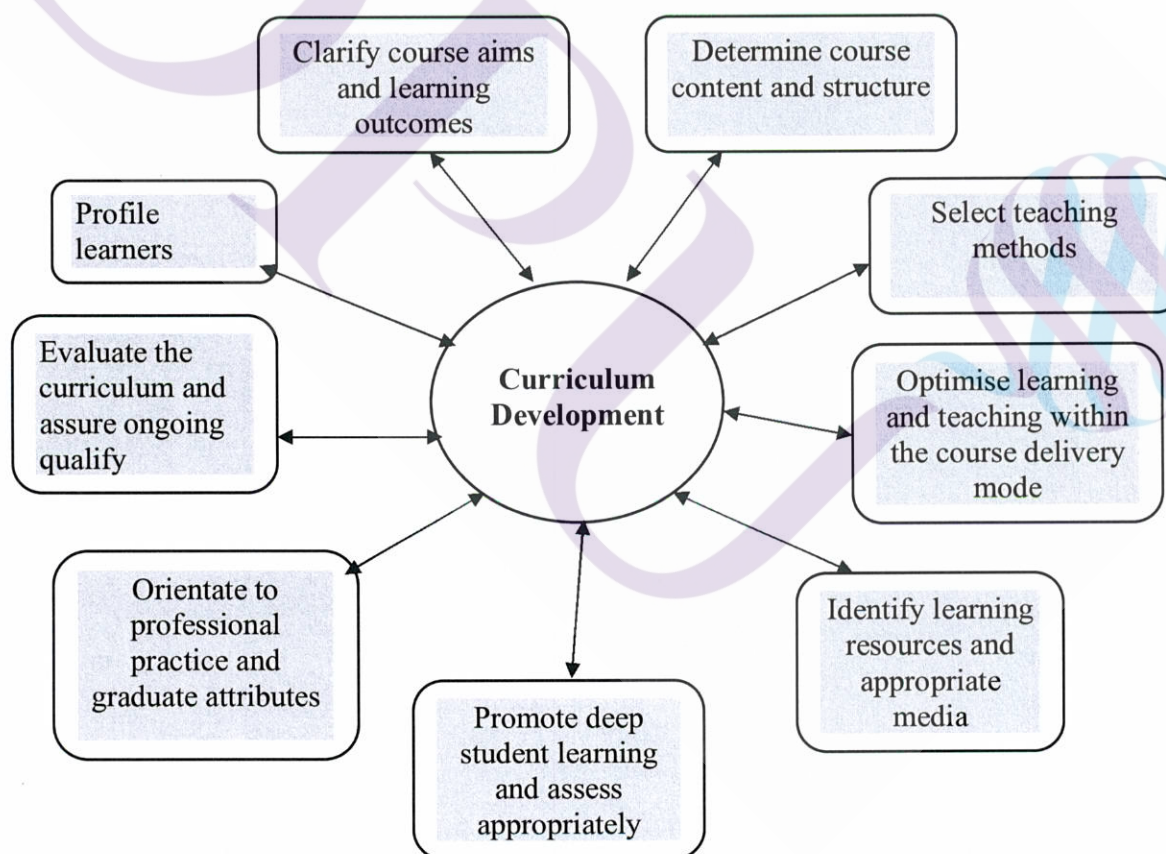 Clarify course aims
and learning
outcomes
Determine course
content and structure
Profile
learners
Select teaching
methods
Evaluate the
curriculum and
assure ongoing
qualify
Curriculum
Development
Optimise learning
and teaching within
the course delivery
mode
Orientate to
professional
practice and
graduate attributes
Identify learning
resources and
appropriate
media
Promote deep
student learning
and assess
appropriately